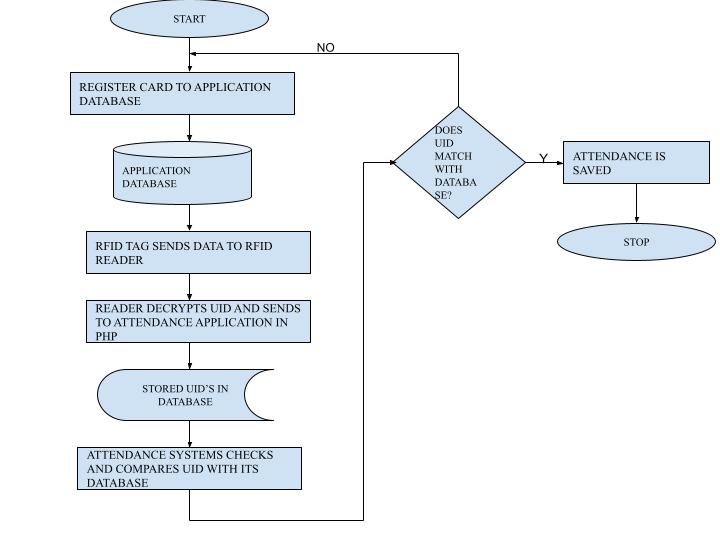 START
NO
REGISTER CARD TO APPLICATION
DATABASE
APPLICATION
DATABASE
RFID TAG SENDS DATA TO RFID
READER
READER DECRYPTS UID AND SENDS
TO ATTENDANCE APPLICATION IN
PHP
STORED UID'S IN
DATABASE
ATTENDANCE SYSTEMS CHECKS
AND COMPARES UID WITH ITS
DATABASE
DOES
UID
MATCH
WITH
DATABA
SE?
Y
ATTENDANCE IS
SAVED
STOP